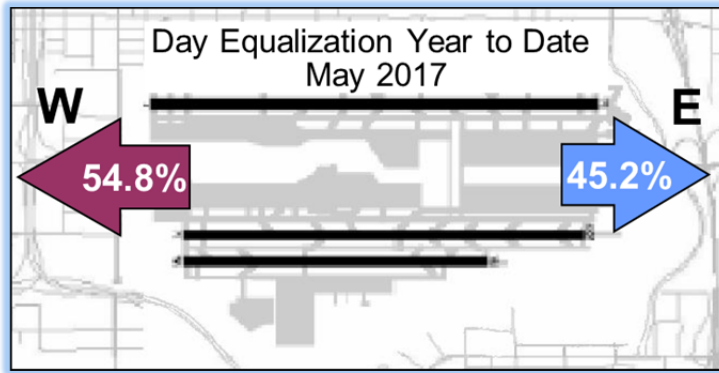 Day Equalization Year to Date
May 2017
W
E
54.8%
45.2%